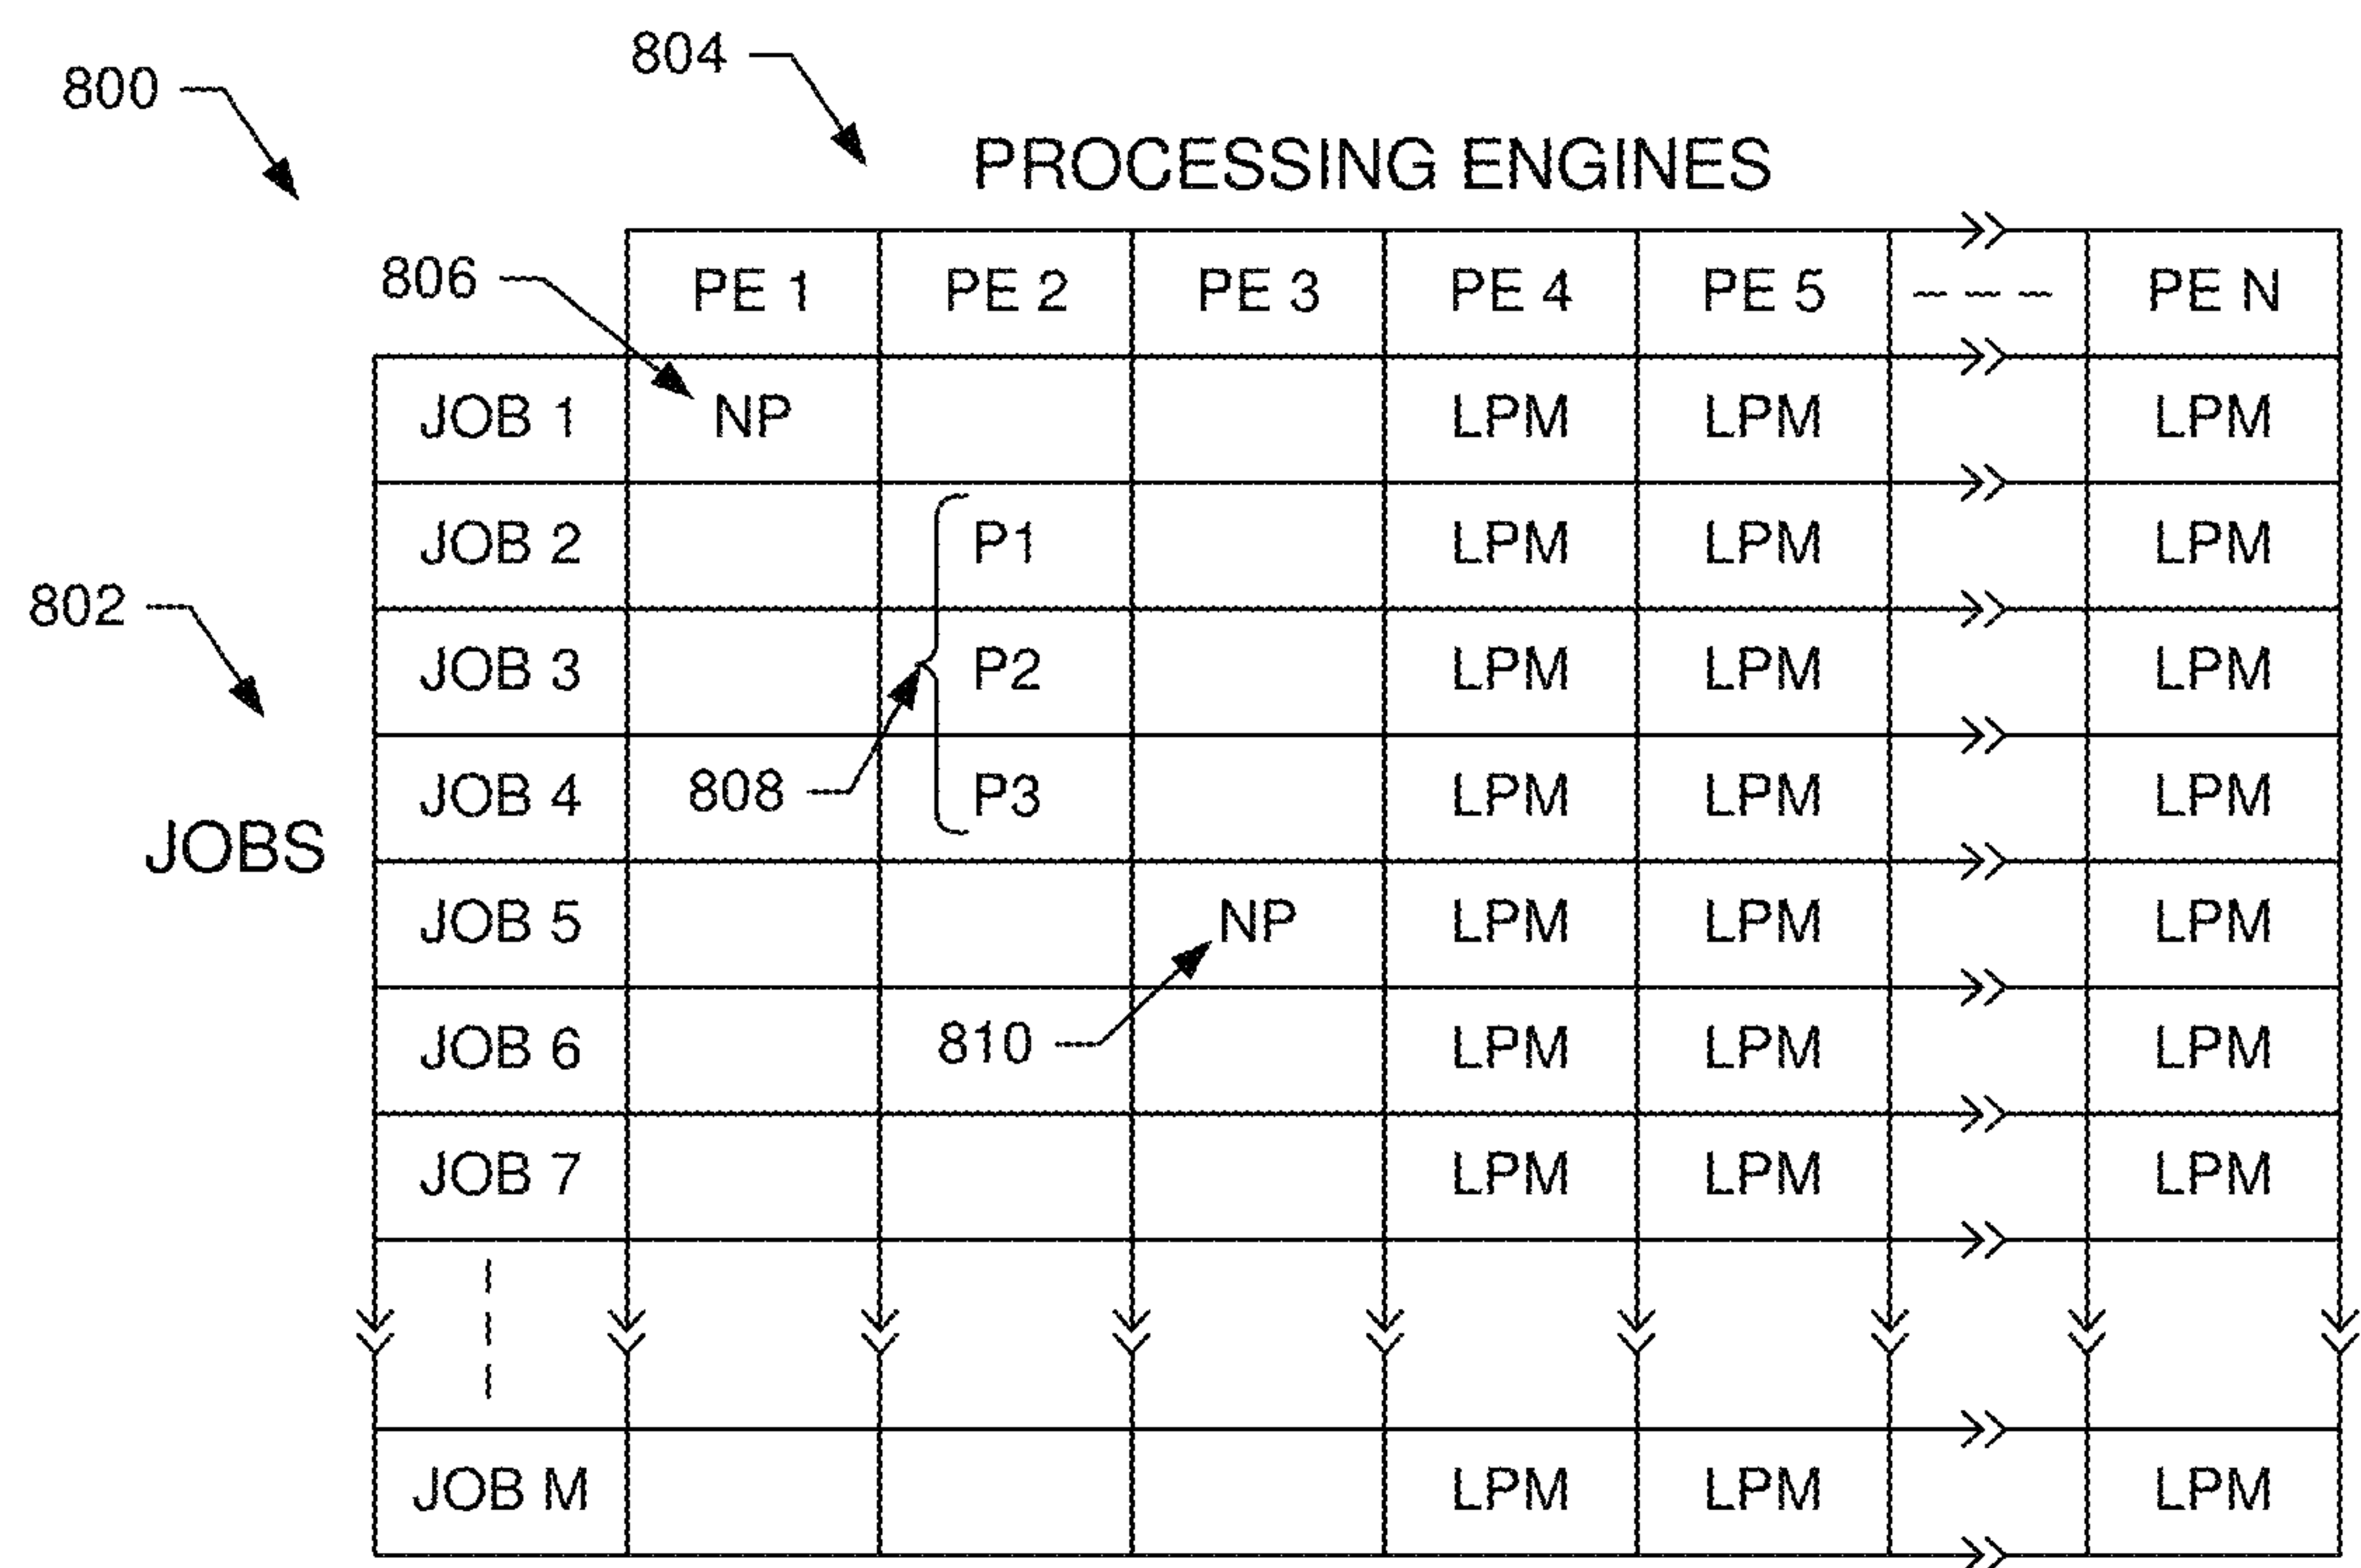 804
800
PROCESSING ENGINES
806 PE 1 PE 2 PE 3 PE 4 PE 5 PE N
JOB 1 NP LPM LPM LPM
JOB 2 P1 LPM LPM LPM
802
JOB 3 P2 LPM LPM LPM
JOB 4 808 P3 LPM LPM LPM
JOBS
JOB 5 NP LPM LPM LPM
JOB 6 810 LPM LPM LPM
JOB 7 LPM LPM LPM
JOB M LPM LPM LPM